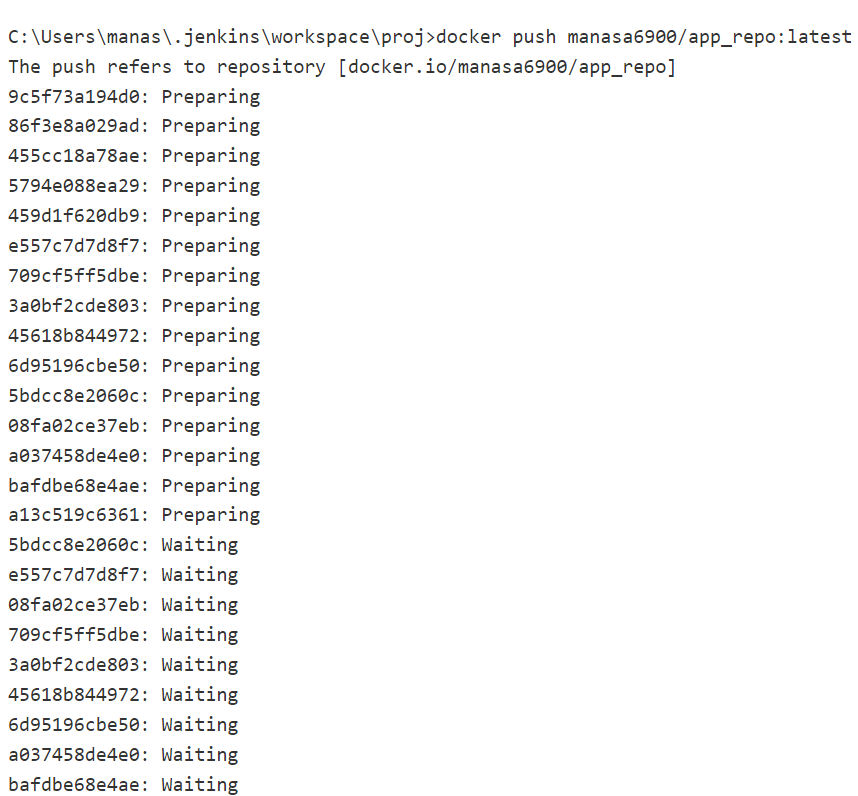 C:\Users\manas\.jenkins\workspace\proj>docker push manasa6900/app_repo:latest
The push refers to repository [docker.io/manasa6900/app_repo]
9c5f73a194d0: Preparing
86f3e8a029ad: Preparing
455cc18a78ae: Preparing
5794e088ea29: Preparing
459d1f620db9: Preparing
e557c7d7d8f7: Preparing
709cf5ff5dbe: Preparing
3a0bf2cde803: Preparing
45618b844972: Preparing
6d95196cbe50: Preparing
5bdcc8e2060c: Preparing
08fa02ce37eb: Preparing
a037458de4e0: Preparing
bafdbe68e4ae: Preparing
a13c519c6361: Preparing
5bdcc8e2060c: Waiting
e557c7d7d8f7: Waiting
08fa02ce37eb: Waiting
709cf5ff5dbe: Waiting
3a0bf2cde803: Waiting
45618b844972: Waiting
6d95196cbe50: Waiting
a037458de4e0: Waiting
bafdbe68e4ae: Waiting